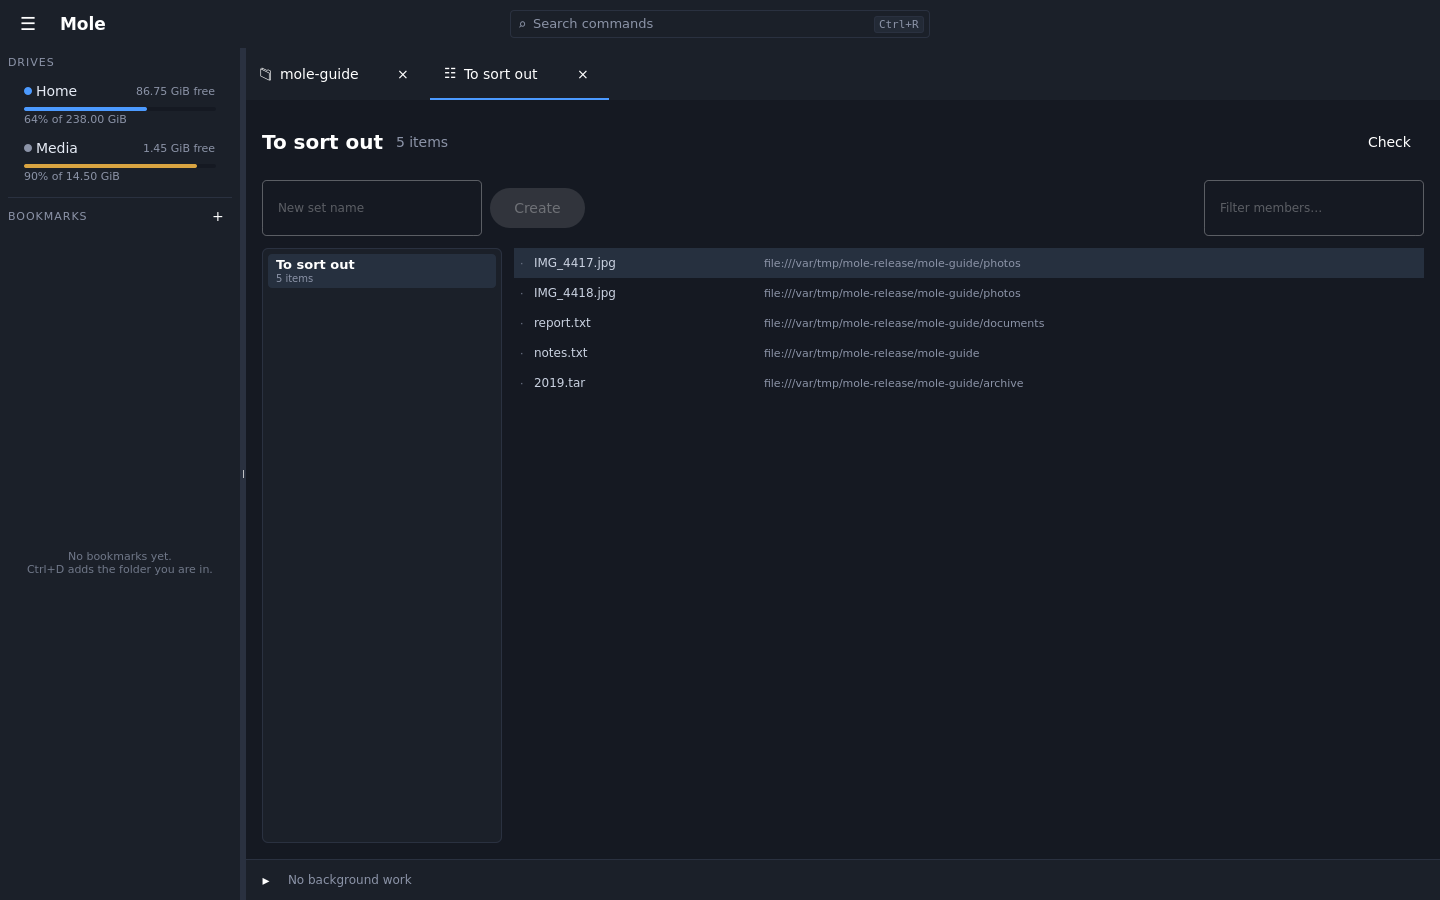 Mole
Search commands
Ctrl+R
DRIVES
Home
86.75 GiB free
64% of 238.00 GiB
Media
1.45 GiB free
90% of 14.50 GiB
BOOKMARKS
+
No bookmarks yet.
Ctrl+D adds the folder you are in.
mole-guide
×
To sort out
×
To sort out
5 items
Check
New set name
Create
Filter members...
To sort out
5 items
IMG_4417.jpg file:///var/tmp/mole-release/mole-guide/photos
IMG_4418.jpg file:///var/tmp/mole-release/mole-guide/photos
report.txt file:///var/tmp/mole-release/mole-guide/documents
notes.txt file:///var/tmp/mole-release/mole-guide
2019.tar file:///var/tmp/mole-release/mole-guide/archive
No background work